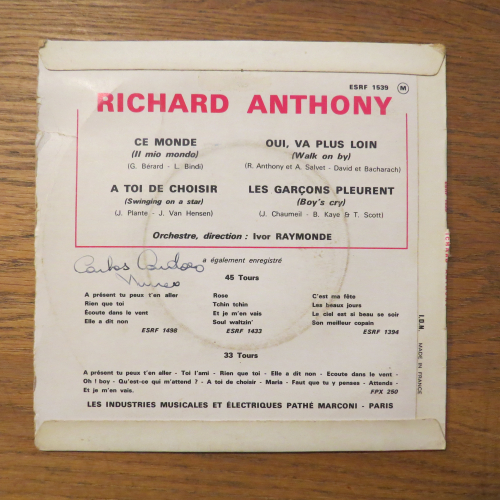 ESRF 1539 M
RICHARD ANTHONY
CE MONDE
(Il mio mondo)
(G. Bérard - L. Bindi)
OUI, VA PLUS LOIN
(Walk on by)
(R. Anthony et A. Salvet - David et Bacharach)
A TOI DE CHOISIR
(Swinging on a star)
(J. Plante - J. Van Hensen)
LES GARÇONS PLEURENT
(Boy's cry)
(J. Chaumeil - B. Kaye & T. Scott)
Orchestre, direction : Ivor RAYMONDE
a également enregistré
Carlos Cardoso
45 Tours
A présent tu peux t'en aller
Rien que toi
Écoute dans le vent
Elle a dit non
ESRF 1498
Rose
Tchin tchin
Et je m'en vais
Soul waltzin'
ESRF 1433
C'est ma fête
Les beaux jours
Le ciel est si beau se soir
Son meilleur copain
ESRF 1394
33 Tours
A présent tu peux t'en aller - Toi l'ami - Rien que toi - Elle a dit non - Écoute dans le vent -
Oh ! boy - Qu'est-ce qui m'attend ? - A toi de choisir - Maria - Faut que tu y penses - Attends -
Et je m'en vais.
FPX 250
LES INDUSTRIES MUSICALES ET ÉLECTRIQUES PATHÉ MARCONI - PARIS
I.D.N. MADE IN FRANCE